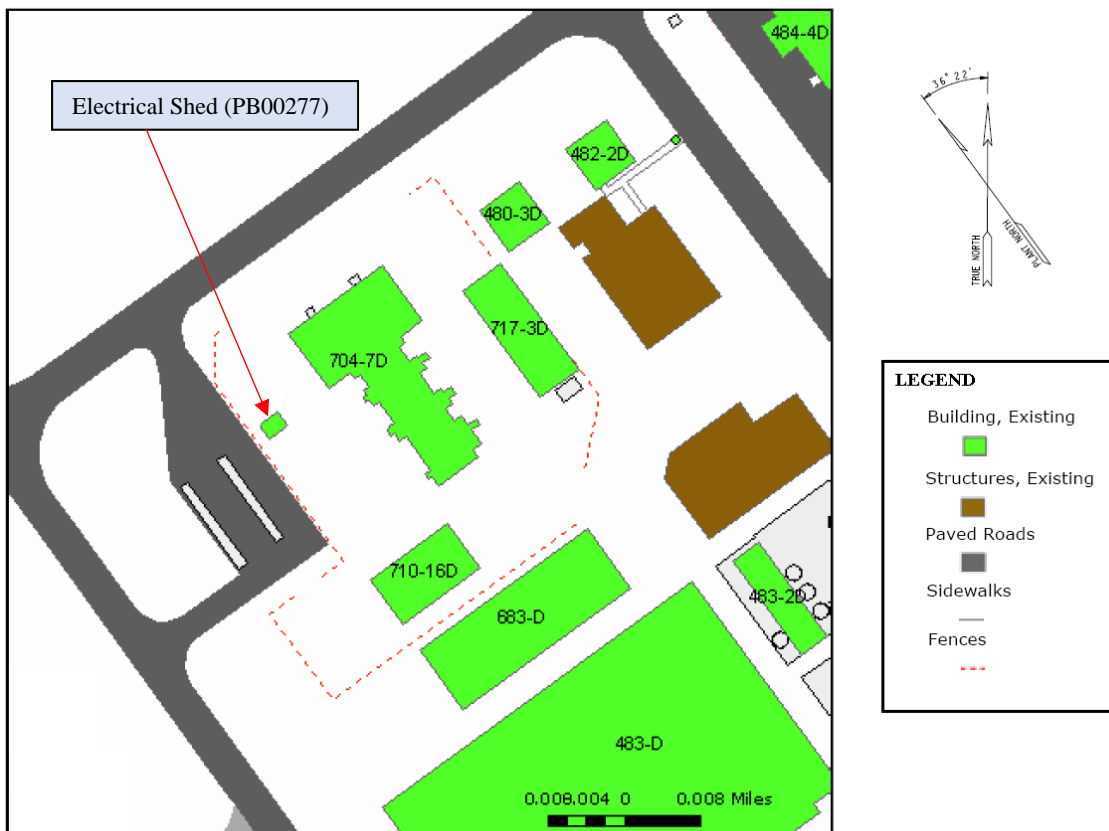 484-4D
Electrical Shed (PB00277)
482-2D
480-3D
717-3D
704-7D
710-16D
683-D
483-2D
483-D
0.008.004 0 0.008 Miles
36° 22'
TRUE NORTH
PLANT NORTH
LEGEND
Building, Existing
Structures, Existing
Paved Roads
Sidewalks
Fences